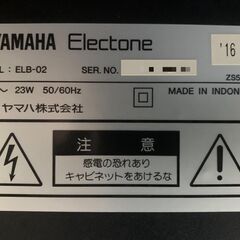 YAMAHA Electone
'16
L : ELB-02 SER. NO.
ZSS
~ 23W 50/60Hz MADE IN INDON
ヤマハ株式会社
注 意
感電の恐れあり
キャビネットをあけるな